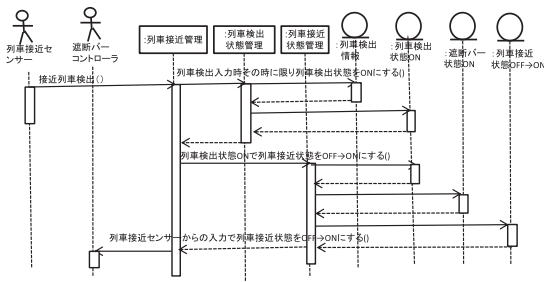 列車接近セ
ンサー
遮断バー
コントローラ
:列車接近管理
:列車検出
状態管理
:列車接近
状態管理
:列車検出
情報
:列車検出
状態ON
:遮断バー
状態ON
:列車接近
状態OFF→ON
接近列車検出()
列車検出入力時その時に限り列車検出状態をONにする()
列車検出状態ONで列車接近状態をOFF→ONにする()
列車接近センサーからの入力で列車接近状態をOFF→ONにする()